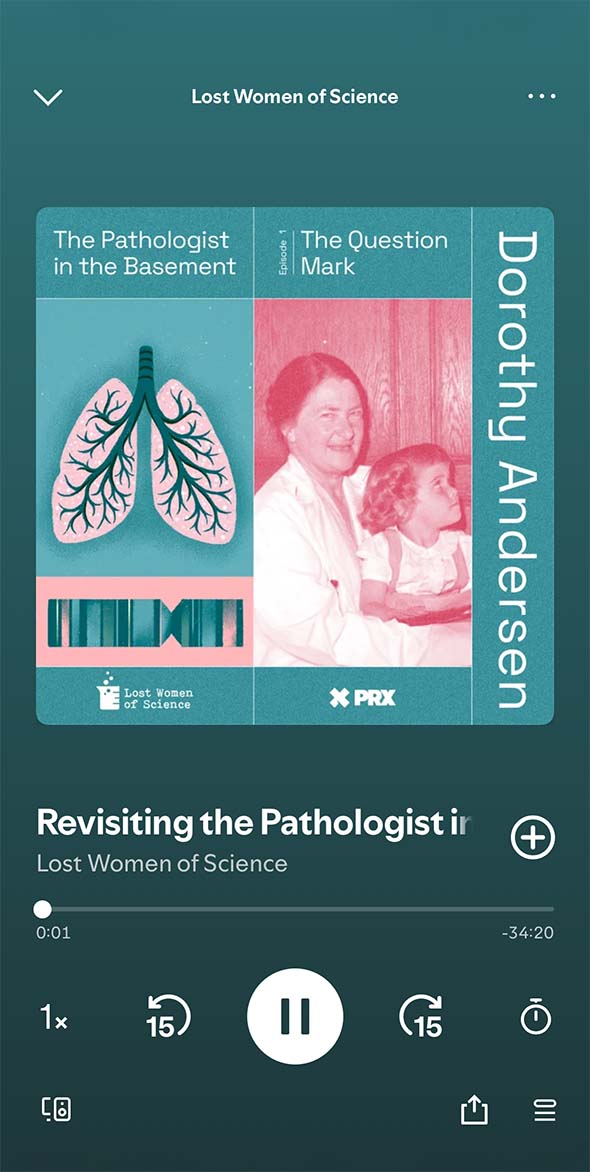 Lost Women of Science
The Pathologist
in the Basement
Episode 1
The Question
Mark
Dorothy Andersen
Lost Women
of Science
PRX
Revisiting the Pathologist in
Lost Women of Science
0:01
-34:20
1x
15
15